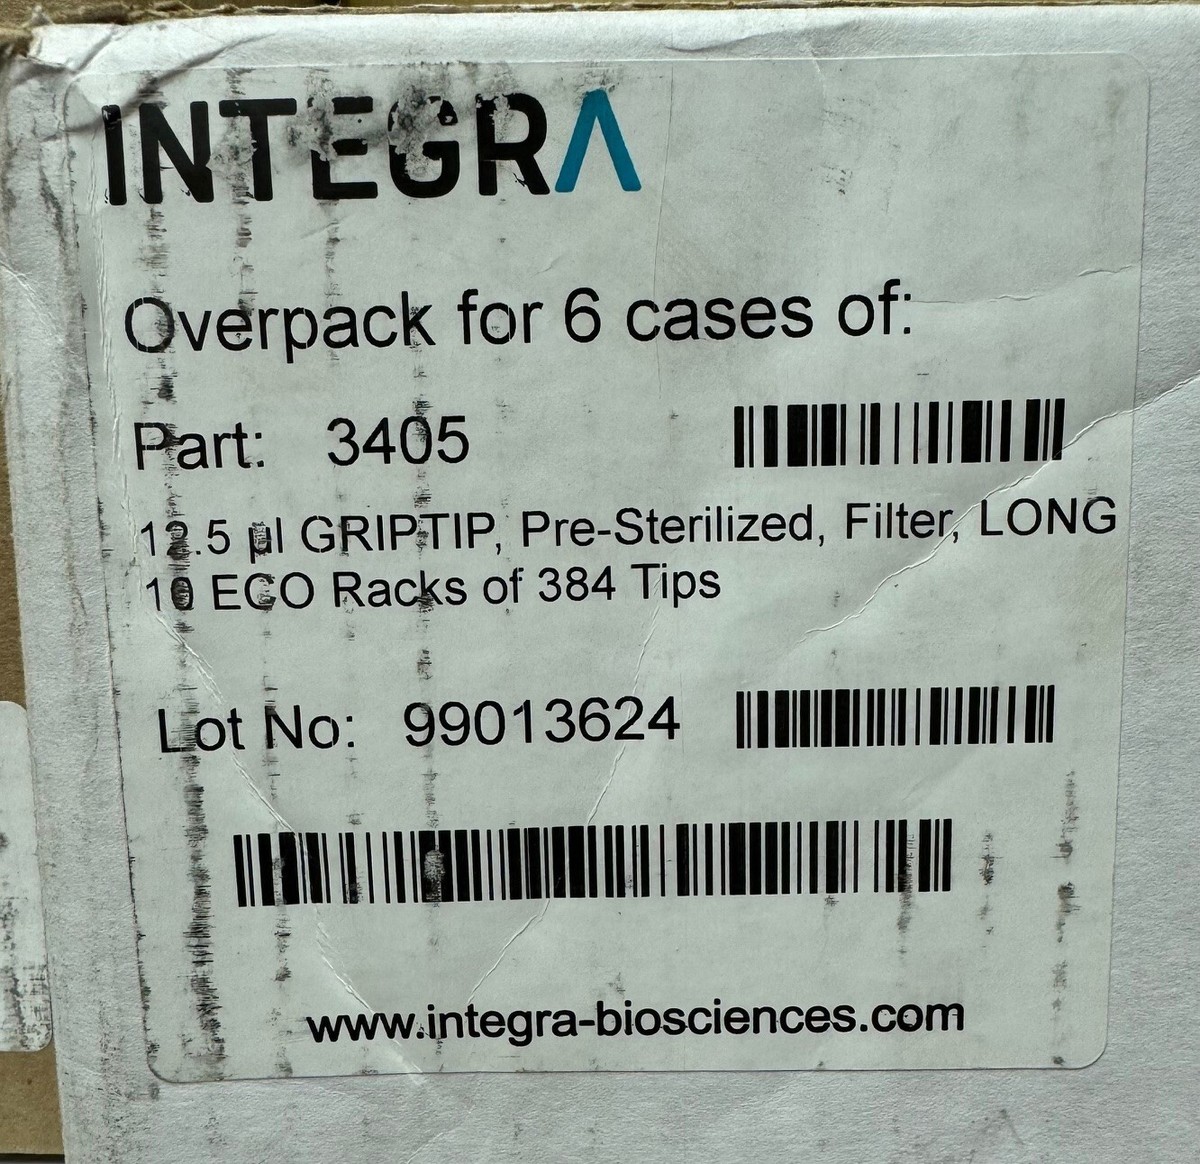 INTEGRA
Overpack for 6 cases of:
Part: 3405
12.5 µl GRIPTIP, Pre-Sterilized, Filter, LONG
10 ECO Racks of 384 Tips
Lot No: 99013624
www.integra-biosciences.com